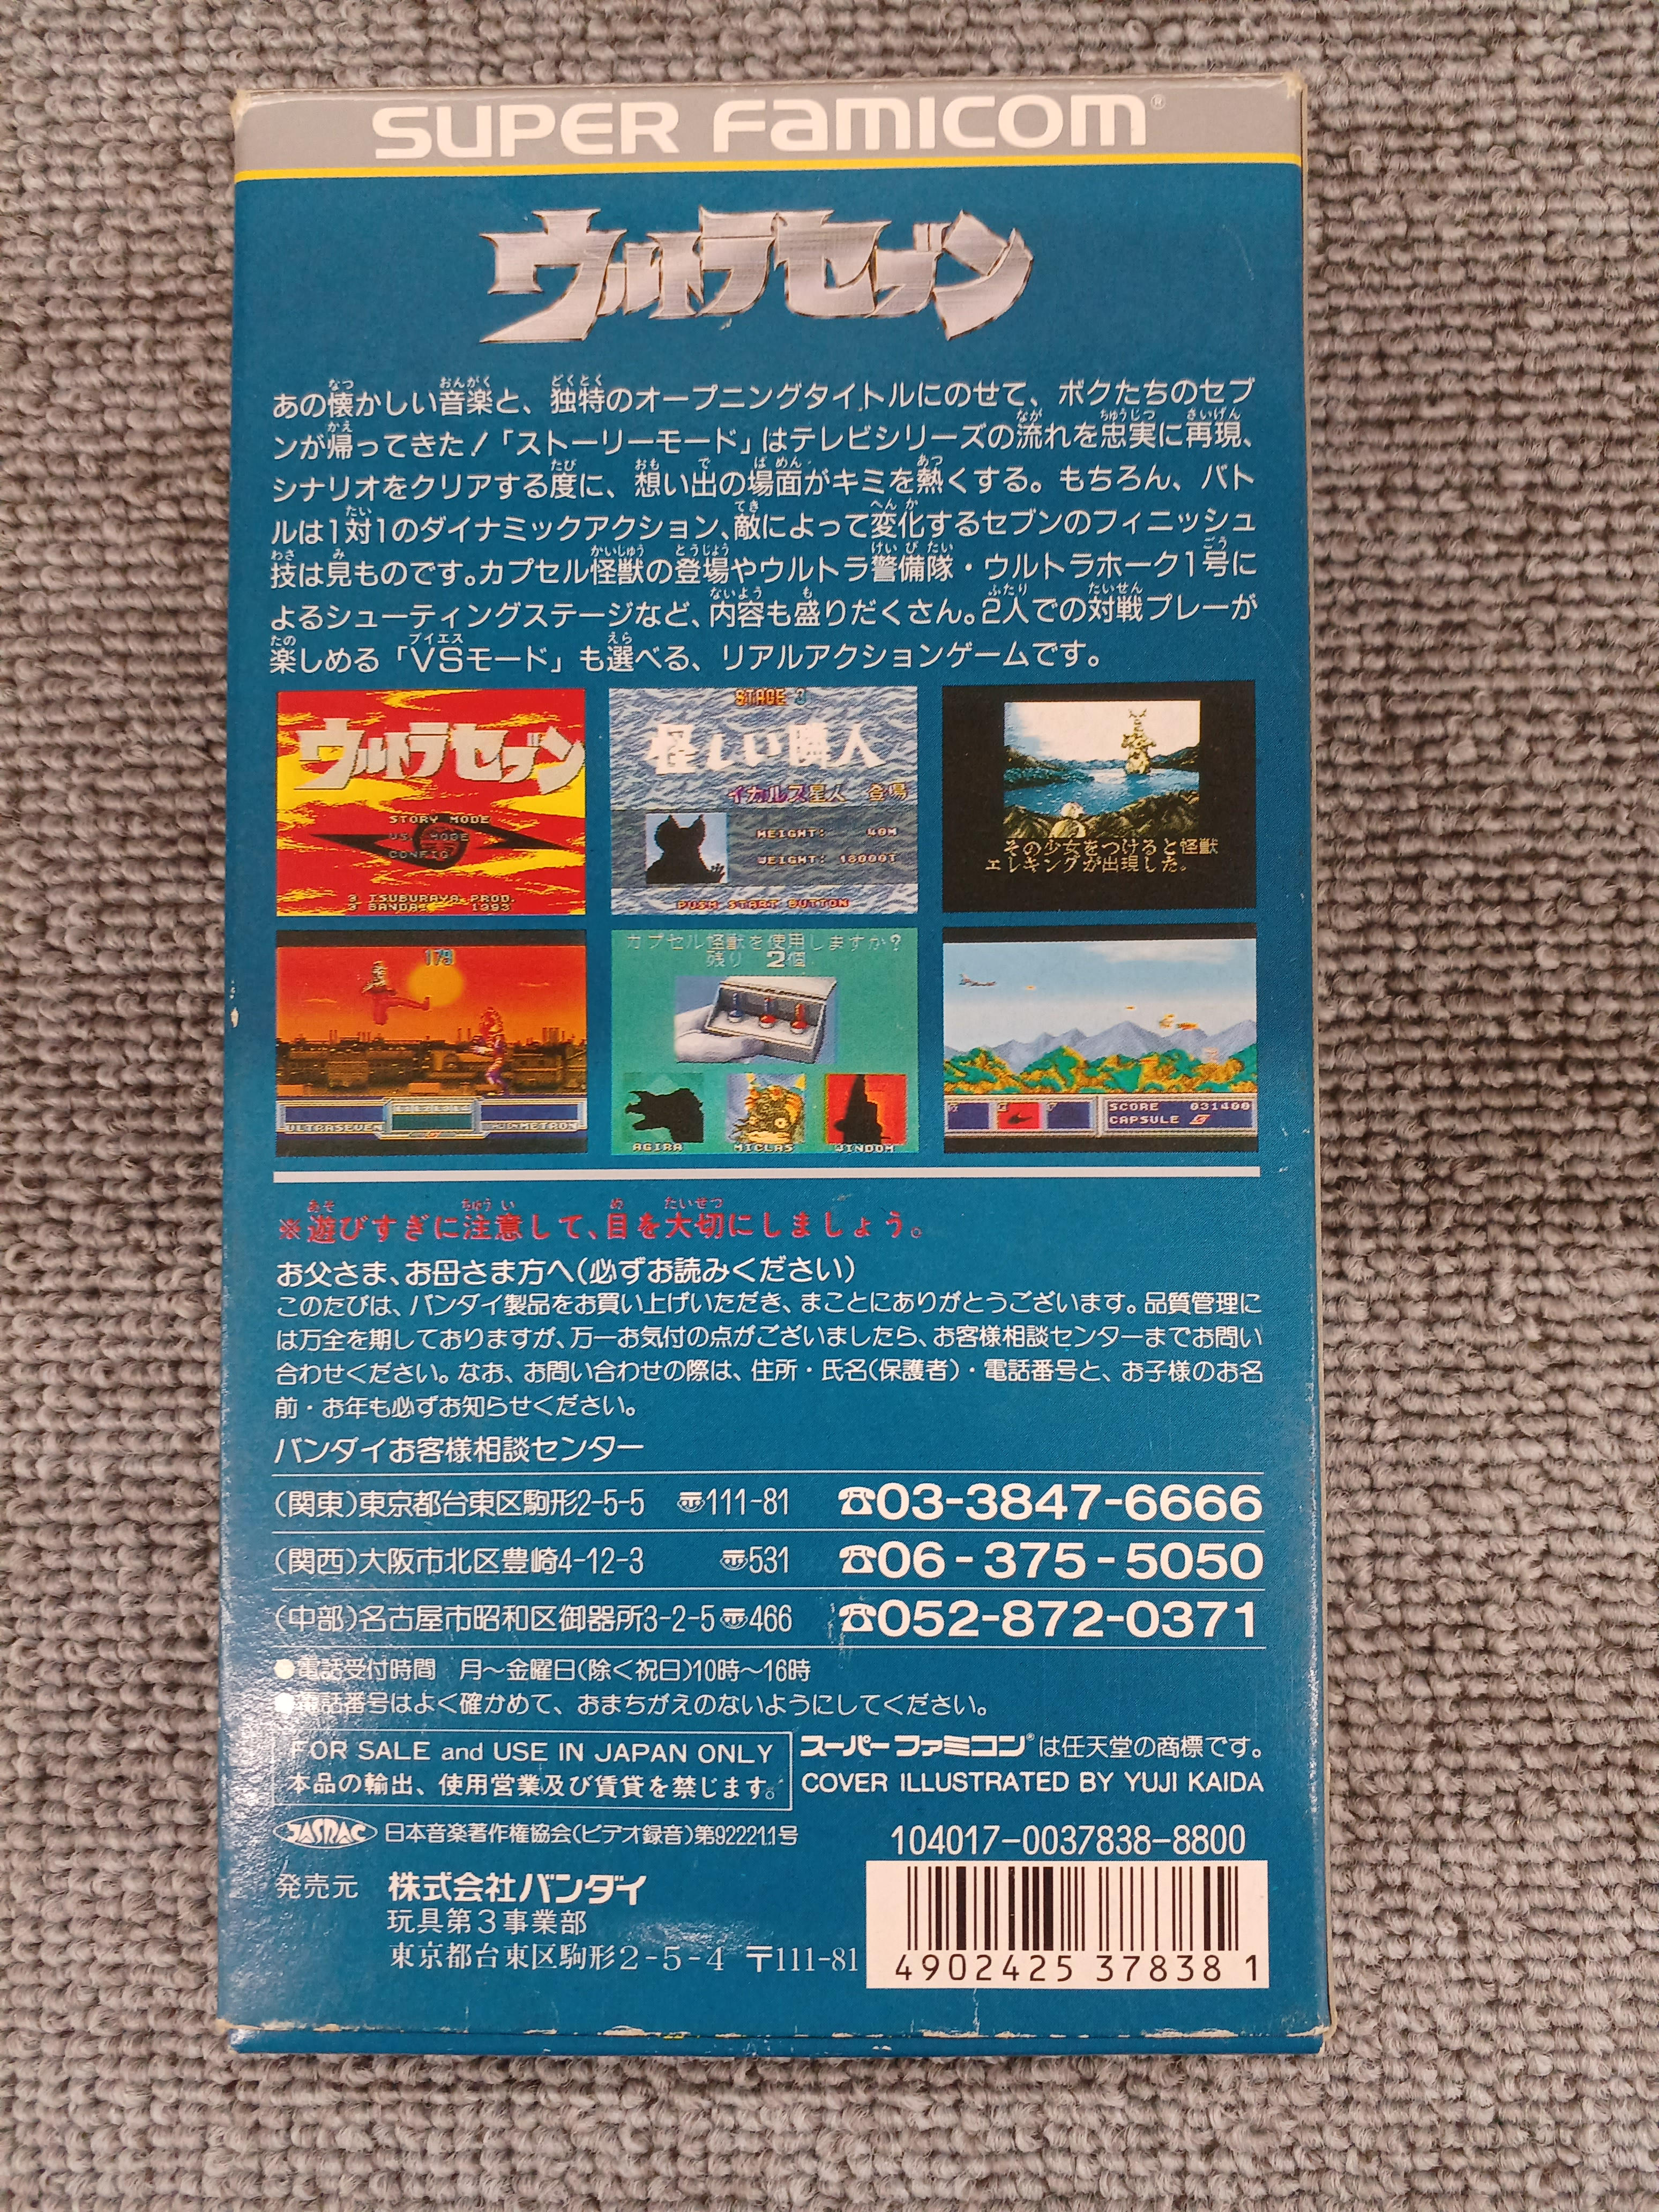 SUPER FAMICOM®
ウルトラセブン
あの懐かしい音楽と、独特のオープニングタイトルにのせて、ボクたちのセブ
ンが帰ってきた!「ストーリーモード」はテレビシリーズの流れを忠実に再現、
シナリオをクリアする度に、想い出の場面がキミを熱くする。もちろん、バト
ルは1対1のダイナミックアクション、敵によって変化するセブンのフィニッシュ
技は見ものです。カプセル怪獣の登場やウルトラ警備隊・ウルトラホーク1号に
よるシューティングステージなど、内容も盛りだくさん。2人での対戦プレーが
楽しめる「VSモード」も選べる、リアルアクションゲームです。
ウルトラセブン
STORY MODE
VS. MODE
CONFIG
TSUBURAYA PROD.
BANDAI 1993
STAGE 3
怪しい隣人
イカルス星人 登場
HEIGHT: 40M
WEIGHT: 18000T
PUSH START BUTTON
その少女をつけると怪獣
エレキングが出現した。
178
ULTRASEVEN
METRON
カプセル怪獣を使用しますか?
残り 2個
AGIRA MICLAS WINDOM
SCORE 031400
CAPSULE
※遊びすぎに注意して、目を大切にしましょう。
お父さま、お母さま方へ(必ずお読みください)
このたびは、バンダイ製品をお買い上げいただき、まことにありがとうございます。品質管理に
は万全を期しておりますが、万一お気付の点がございましたら、お客様相談センターまでお問い
合わせください。なお、お問い合わせの際は、住所・氏名(保護者)・電話番号と、お子様のお名
前・お年も必ずお知らせください。
バンダイお客様相談センター
(関東)東京都台東区駒形2-5-5 〠111-81 ☎03-3847-6666
(関西)大阪市北区豊崎4-12-3 〠531 ☎06-375-5050
(中部)名古屋市昭和区御器所3-2-5 〠466 ☎052-872-0371
●電話受付時間 月〜金曜日(除く祝日)10時〜16時
●電話番号はよく確かめて、おまちがえのないようにしてください。
FOR SALE and USE IN JAPAN ONLY
本品の輸出、使用営業及び賃貸を禁じます。
スーパーファミコン®は任天堂の商標です。
COVER ILLUSTRATED BY YUJI KAIDA
JASRAC 日本音楽著作権協会(ビデオ録音)第922211号
104017-0037838-8800
発売元 株式会社バンダイ
玩具第3事業部
東京都台東区駒形2-5-4 〒111-81
4902425 378381